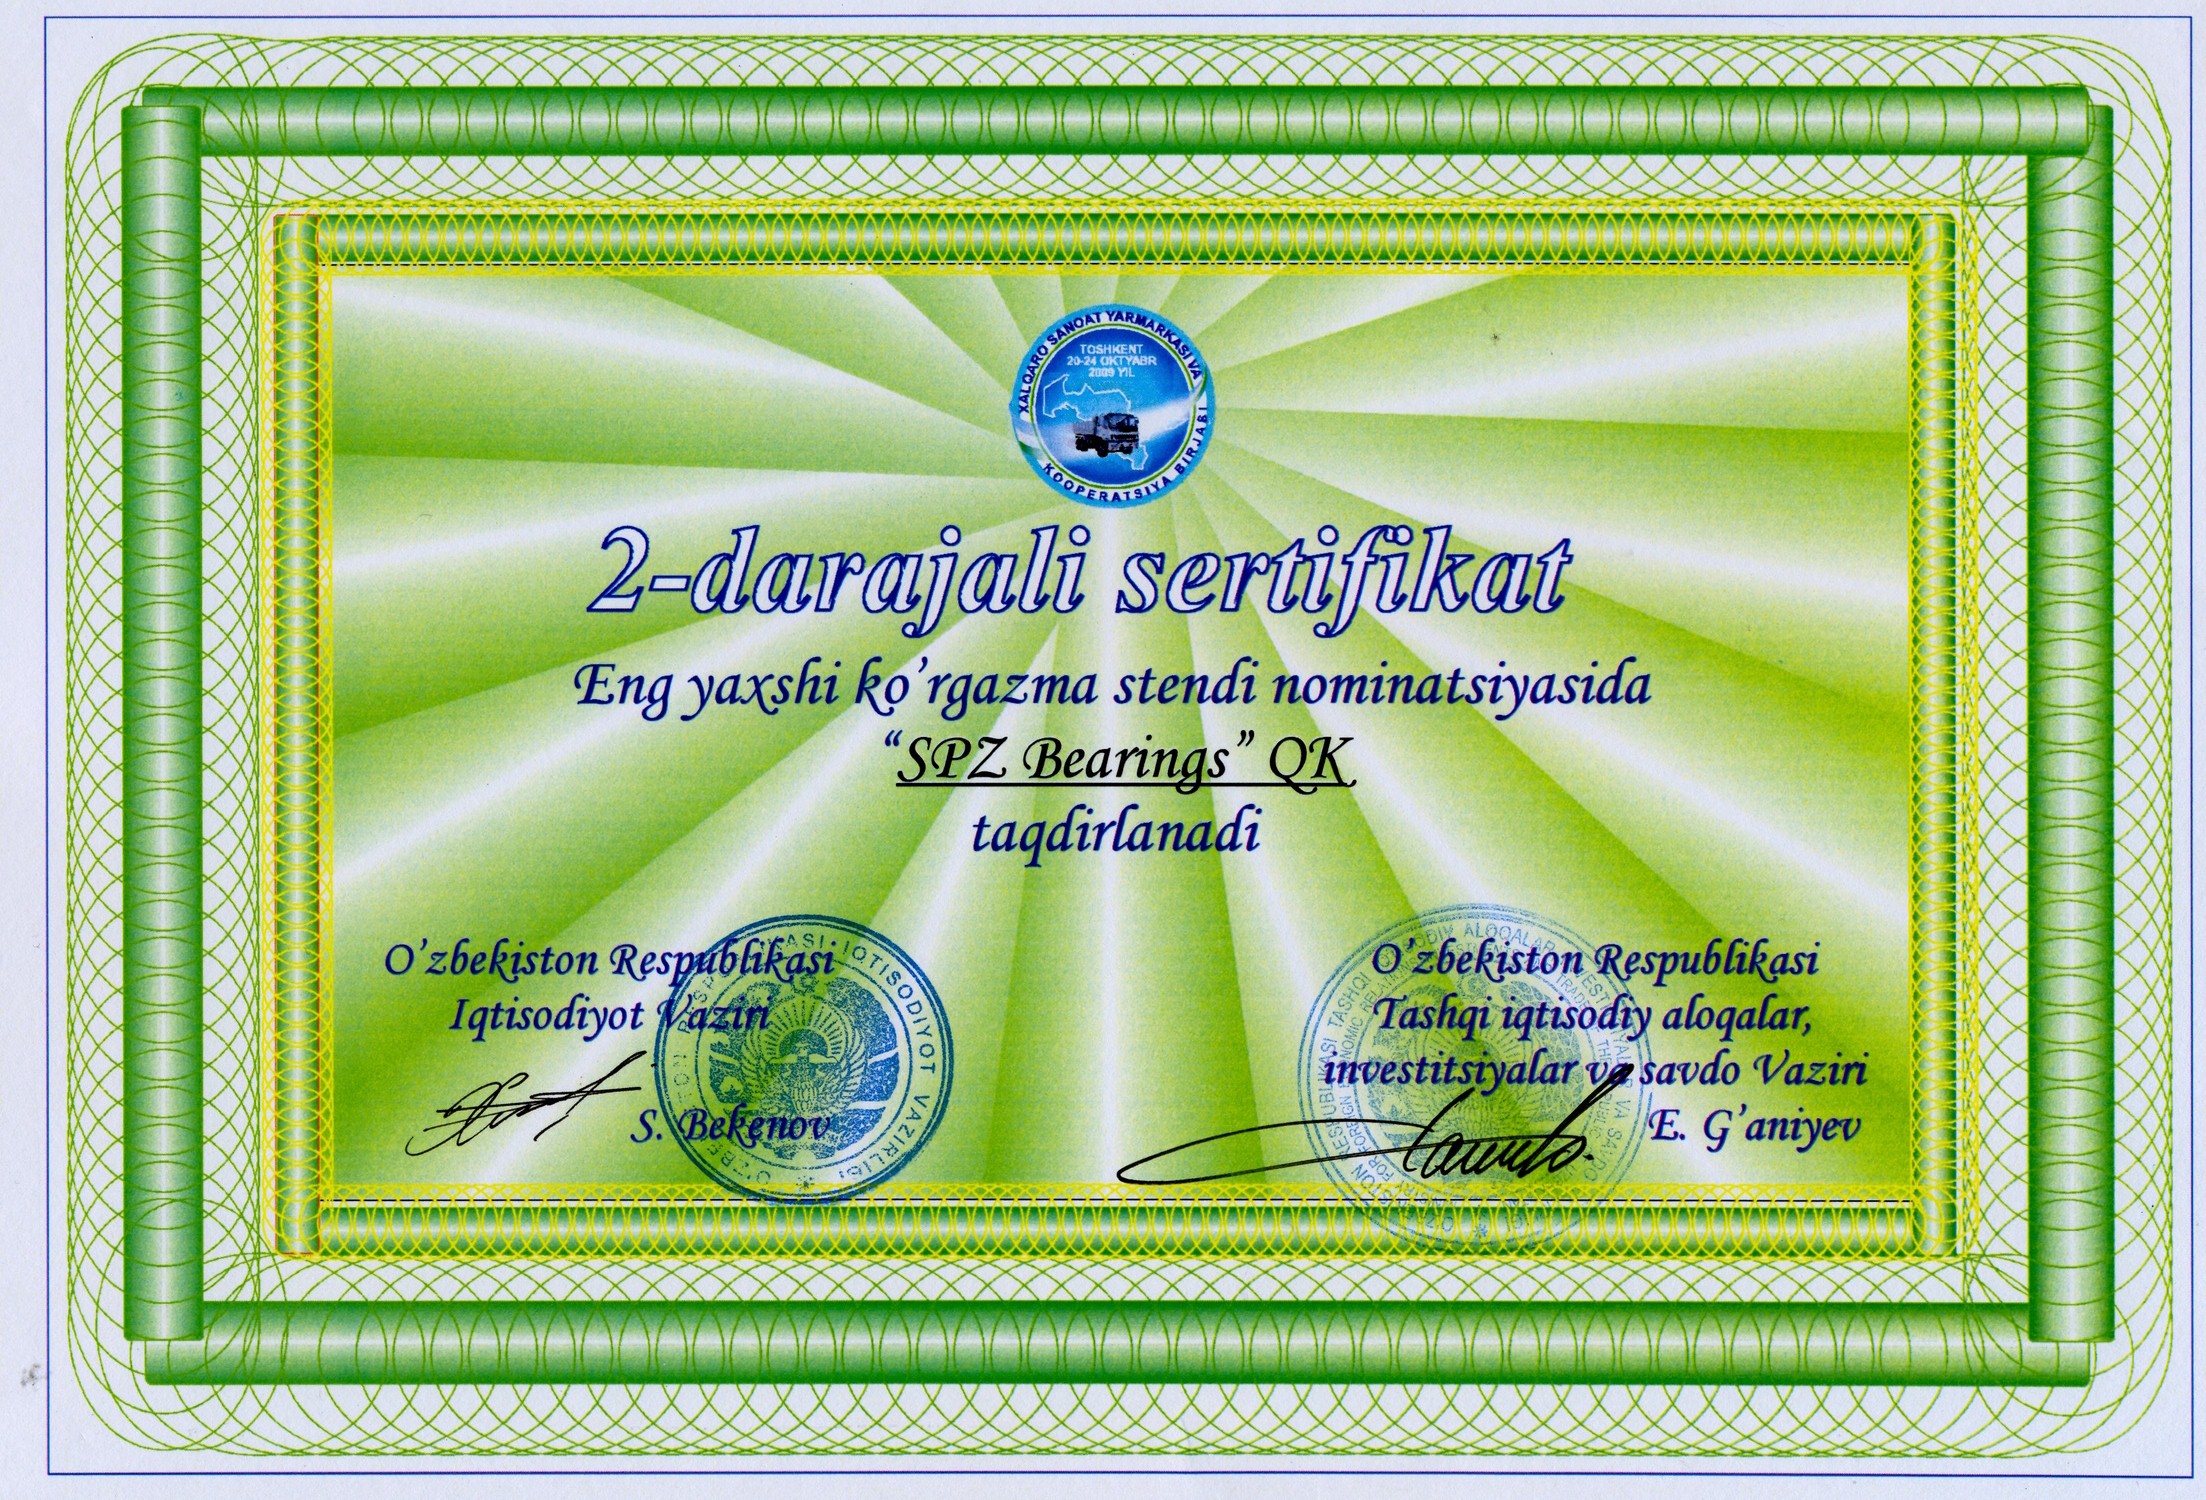 XALQARO SANOAT YARMARKASI VA
KOOPERATSIYA BIRJASI
TOSHKENT
20-24 OKTYABR
2009 YIL
2-darajali sertifikat
Eng yaxshi ko’rgazma stendi nominatsiyasida
“SPZ Bearings” QK
taqdirlanadi
O’zbekiston Respublikasi
Iqtisodiyot Vaziri
S. Bekenov
IQTISODIYOT VAZIRLIGI
O’zbekiston Respublikasi
Tashqi iqtisodiy aloqalar,
investitsiyalar va savdo Vaziri
E. G’aniyev